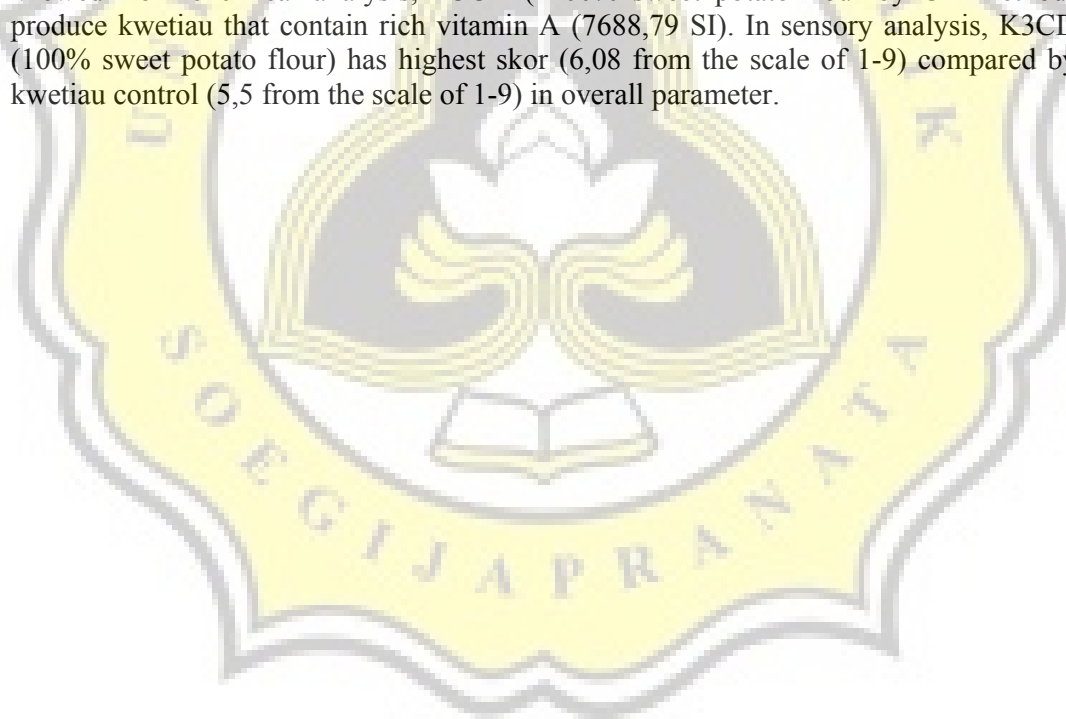 produce kwetiau that contain rich vitamin A (7688,79 SI). In sensory analysis, K3CD
(100% sweet potato flour) has highest skor (6,08 from the scale of 1-9) compared by
kwetiau control (5,5 from the scale of 1-9) in overall parameter.
U
K
SOEGIJAPRANATA